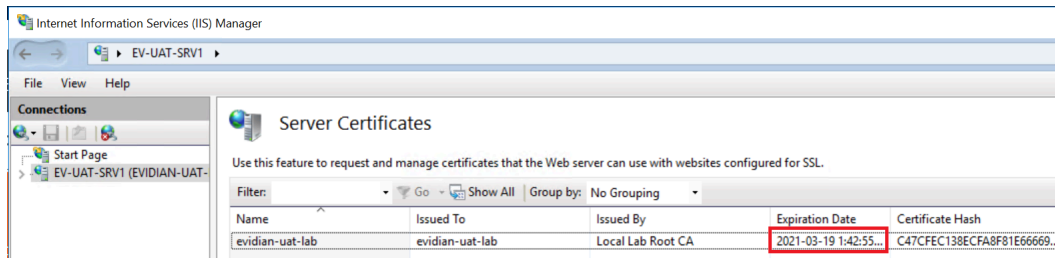 Internet Information Services (IIS) Manager
EV-UAT-SRV1
File View Help
Connections
Start Page
EV-UAT-SRV1 (EVIDIAN-UAT-
Server Certificates
Use this feature to request and manage certificates that the Web server can use with websites configured for SSL.
Filter: Go Show All Group by: No Grouping
Name Issued To Issued By Expiration Date Certificate Hash
evidian-uat-lab evidian-uat-lab Local Lab Root CA 2021-03-19 1:42:55... C47CFEC138ECFA8F81E66669...